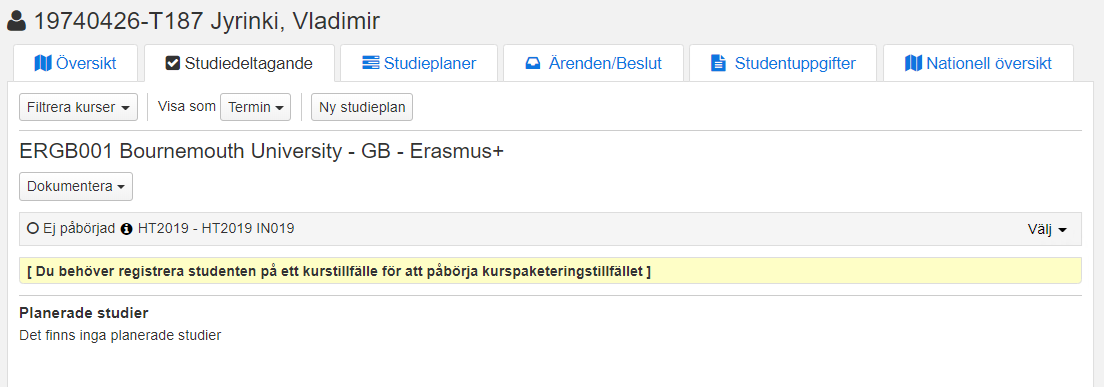 19740426-T187 Jyrinki, Vladimir
Översikt Studiedeltagande Studieplaner Ärenden/Beslut Studentuppgifter Nationell översikt
Filtrera kurser Visa som Termin Ny studieplan
ERGB001 Bournemouth University - GB - Erasmus+
Dokumentera
Ej påbörjad HT2019 - HT2019 IN019 Välj
[ Du behöver registrera studenten på ett kurstillfälle för att påbörja kurspaketeringstillfället ]
Planerade studier
Det finns inga planerade studier